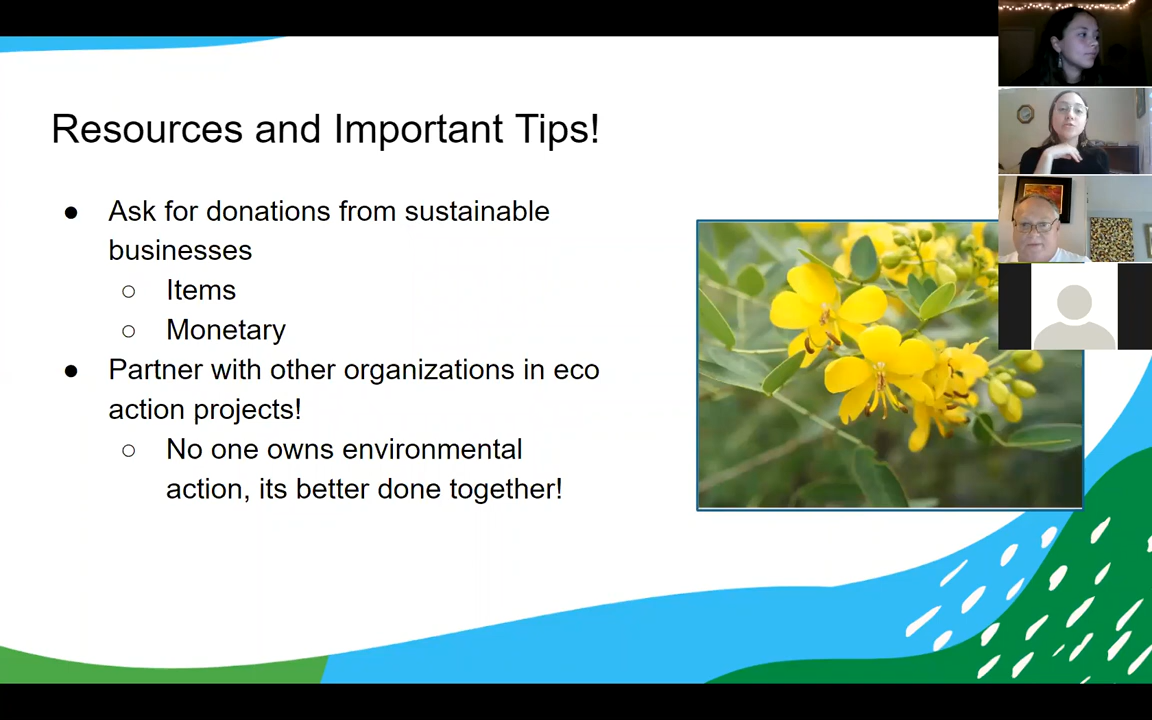 Resources and Important Tips!
● Ask for donations from sustainable
businesses
○ Items
○ Monetary
● Partner with other organizations in eco
action projects!
○ No one owns environmental
action, its better done together!